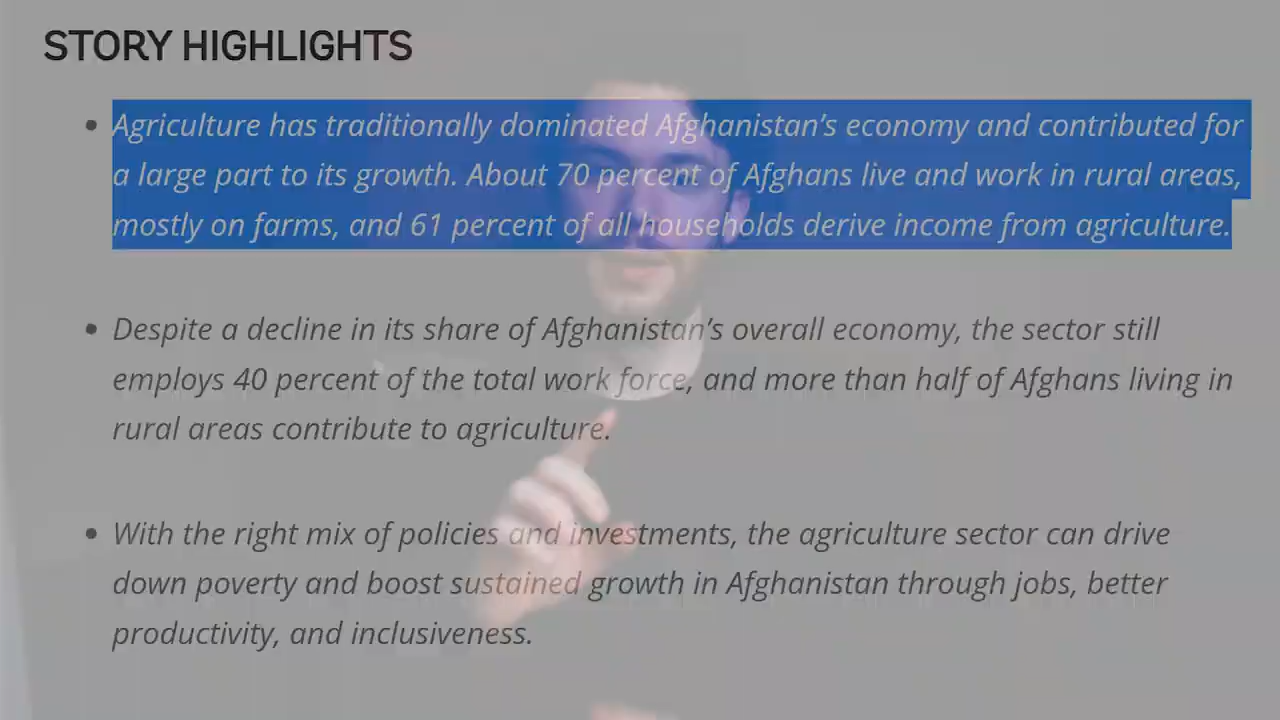 STORY HIGHLIGHTS
• Agriculture has traditionally dominated Afghanistan’s economy and contributed for
a large part to its growth. About 70 percent of Afghans live and work in rural areas,
mostly on farms, and 61 percent of all households derive income from agriculture.
• Despite a decline in its share of Afghanistan’s overall economy, the sector still
employs 40 percent of the total work force, and more than half of Afghans living in
rural areas contribute to agriculture.
• With the right mix of policies and investments, the agriculture sector can drive
down poverty and boost sustained growth in Afghanistan through jobs, better
productivity, and inclusiveness.